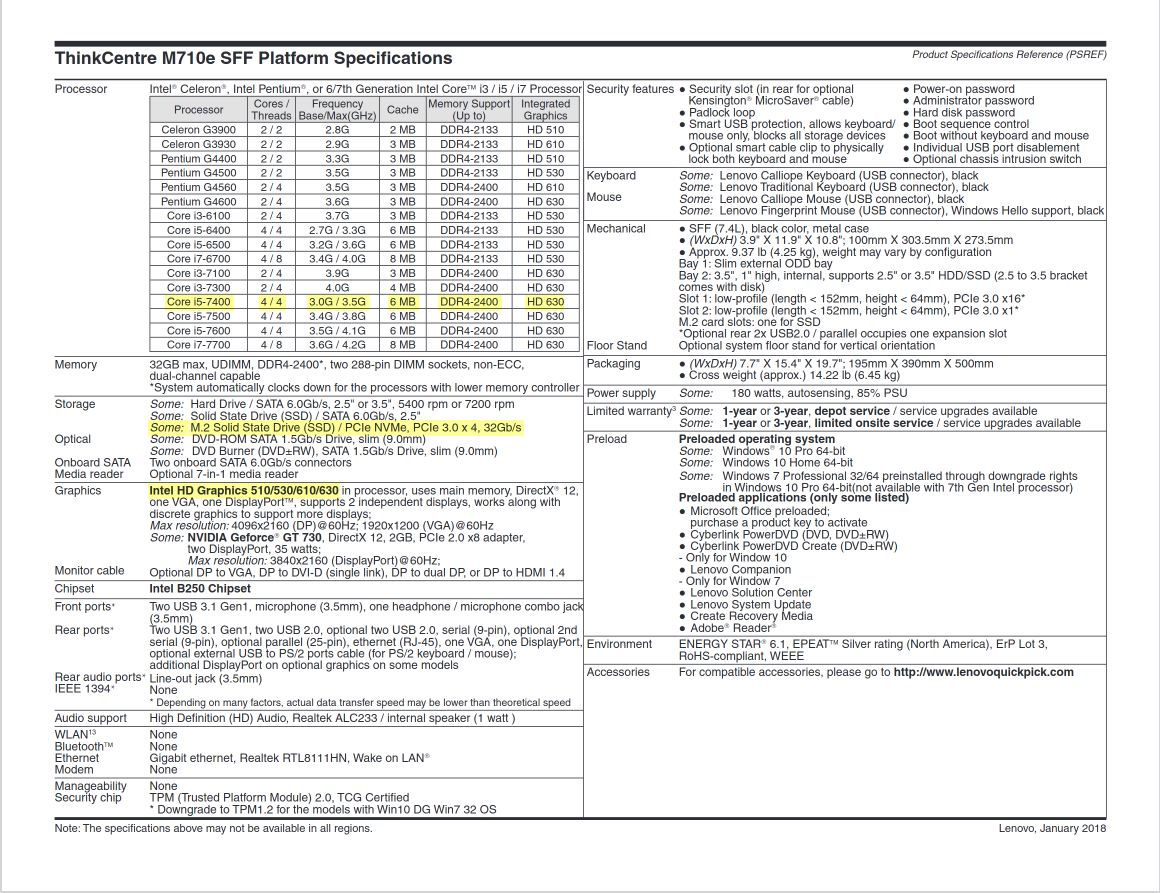 ThinkCentre M710e SFF Platform Specifications
Product Specifications Reference (PSREF)
Processor
Intel® Celeron®, Intel Pentium®, or 6/7th Generation Intel Core™ i3 / i5 / i7 Processor
Processor Cores / Threads Frequency Base/Max(GHz) Cache Memory Support (Up to) Integrated Graphics
Celeron G3900 2 / 2 2.8G 2 MB DDR4-2133 HD 510
Celeron G3930 2 / 2 2.9G 3 MB DDR4-2133 HD 610
Pentium G4400 2 / 2 3.3G 3 MB DDR4-2133 HD 510
Pentium G4500 2 / 2 3.5G 3 MB DDR4-2133 HD 530
Pentium G4560 2 / 4 3.5G 3 MB DDR4-2400 HD 610
Pentium G4600 2 / 4 3.6G 3 MB DDR4-2400 HD 630
Core i3-6100 2 / 4 3.7G 3 MB DDR4-2133 HD 530
Core i5-6400 4 / 4 2.7G / 3.3G 6 MB DDR4-2133 HD 530
Core i5-6500 4 / 4 3.2G / 3.6G 6 MB DDR4-2133 HD 530
Core i7-6700 4 / 8 3.4G / 4.0G 8 MB DDR4-2133 HD 530
Core i3-7100 2 / 4 3.9G 3 MB DDR4-2400 HD 630
Core i3-7300 2 / 4 4.0G 4 MB DDR4-2400 HD 630
Core i5-7400 4 / 4 3.0G / 3.5G 6 MB DDR4-2400 HD 630
Core i5-7500 4 / 4 3.4G / 3.8G 6 MB DDR4-2400 HD 630
Core i5-7600 4 / 4 3.5G / 4.1G 6 MB DDR4-2400 HD 630
Core i7-7700 4 / 8 3.6G / 4.2G 8 MB DDR4-2400 HD 630
Memory
32GB max, UDIMM, DDR4-2400*, two 288-pin DIMM sockets, non-ECC,
dual-channel capable
*System automatically clocks down for the processors with lower memory controller
Storage
Some: Hard Drive / SATA 6.0Gb/s, 2.5" or 3.5", 5400 rpm or 7200 rpm
Some: Solid State Drive (SSD) / SATA 6.0Gb/s, 2.5"
Some: M.2 Solid State Drive (SSD) / PCIe NVMe, PCIe 3.0 x 4, 32Gb/s
Optical
Some: DVD-ROM SATA 1.5Gb/s Drive, slim (9.0mm)
Some: DVD Burner (DVD±RW), SATA 1.5Gb/s Drive, slim (9.0mm)
Onboard SATA Two onboard SATA 6.0Gb/s connectors
Media reader Optional 7-in-1 media reader
Graphics
Intel HD Graphics 510/530/610/630 in processor, uses main memory, DirectX® 12,
one VGA, one DisplayPort™, supports 2 independent displays, works along with
discrete graphics to support more displays;
Max resolution: 4096x2160 (DP)@60Hz; 1920x1200 (VGA)@60Hz
Some: NVIDIA Geforce® GT 730, DirectX 12, 2GB, PCIe 2.0 x8 adapter,
two DisplayPort, 35 watts;
Max resolution: 3840x2160 (DisplayPort)@60Hz;
Monitor cable Optional DP to VGA, DP to DVI-D (single link), DP to dual DP, or DP to HDMI 1.4
Chipset Intel B250 Chipset
Front ports* Two USB 3.1 Gen1, microphone (3.5mm), one headphone / microphone combo jack
(3.5mm)
Rear ports* Two USB 3.1 Gen1, two USB 2.0, optional two USB 2.0, serial (9-pin), optional 2nd
serial (9-pin), optional parallel (25-pin), ethernet (RJ-45), one VGA, one DisplayPort,
optional external USB to PS/2 ports cable (for PS/2 keyboard / mouse);
additional DisplayPort on optional graphics on some models
Rear audio ports* Line-out jack (3.5mm)
IEEE 1394* None
* Depending on many factors, actual data transfer speed may be lower than theoretical speed
Audio support High Definition (HD) Audio, Realtek ALC233 / internal speaker (1 watt )
WLAN13 None
Bluetooth™ None
Ethernet Gigabit ethernet, Realtek RTL8111HN, Wake on LAN®
Modem None
Manageability None
Security chip TPM (Trusted Platform Module) 2.0, TCG Certified
* Downgrade to TPM1.2 for the models with Win10 DG Win7 32 OS
Security features
● Security slot (in rear for optional
Kensington® MicroSaver® cable)
● Padlock loop
● Smart USB protection, allows keyboard/
mouse only, blocks all storage devices
● Optional smart cable clip to physically
lock both keyboard and mouse
● Power-on password
● Administrator password
● Hard disk password
● Boot sequence control
● Boot without keyboard and mouse
● Individual USB port disablement
● Optional chassis intrusion switch
Keyboard
Some: Lenovo Calliope Keyboard (USB connector), black
Some: Lenovo Traditional Keyboard (USB connector), black
Mouse
Some: Lenovo Calliope Mouse (USB connector), black
Some: Lenovo Fingerprint Mouse (USB connector), Windows Hello support, black
Mechanical
● SFF (7.4L), black color, metal case
● (WxDxH) 3.9" X 11.9" X 10.8"; 100mm X 303.5mm X 273.5mm
● Approx. 9.37 lb (4.25 kg), weight may vary by configuration
Bay 1: Slim external ODD bay
Bay 2: 3.5", 1" high, internal, supports 2.5" or 3.5" HDD/SSD (2.5 to 3.5 bracket
comes with disk)
Slot 1: low-profile (length < 152mm, height < 64mm), PCIe 3.0 x16*
Slot 2: low-profile (length < 152mm, height < 64mm), PCIe 3.0 x1*
M.2 card slots: one for SSD
*Optional rear 2x USB2.0 / parallel occupies one expansion slot
Floor Stand Optional system floor stand for vertical orientation
Packaging
● (WxDxH) 7.7" X 15.4" X 19.7"; 195mm X 390mm X 500mm
● Cross weight (approx.) 14.22 lb (6.45 kg)
Power supply Some: 180 watts, autosensing, 85% PSU
Limited warranty3 Some: 1-year or 3-year, depot service / service upgrades available
Some: 1-year or 3-year, limited onsite service / service upgrades available
Preload
Preloaded operating system
Some: Windows® 10 Pro 64-bit
Some: Windows 10 Home 64-bit
Some: Windows 7 Professional 32/64 preinstalled through downgrade rights
in Windows 10 Pro 64-bit(not available with 7th Gen Intel processor)
Preloaded applications (only some listed)
● Microsoft Office preloaded;
purchase a product key to activate
● Cyberlink PowerDVD (DVD, DVD±RW)
● Cyberlink PowerDVD Create (DVD±RW)
- Only for Window 10
● Lenovo Companion
- Only for Window 7
● Lenovo Solution Center
● Lenovo System Update
● Create Recovery Media
● Adobe® Reader®
Environment
ENERGY STAR® 6.1, EPEAT™ Silver rating (North America), ErP Lot 3,
RoHS-compliant, WEEE
Accessories For compatible accessories, please go to http://www.lenovoquickpick.com
Note: The specifications above may not be available in all regions.
Lenovo, January 2018